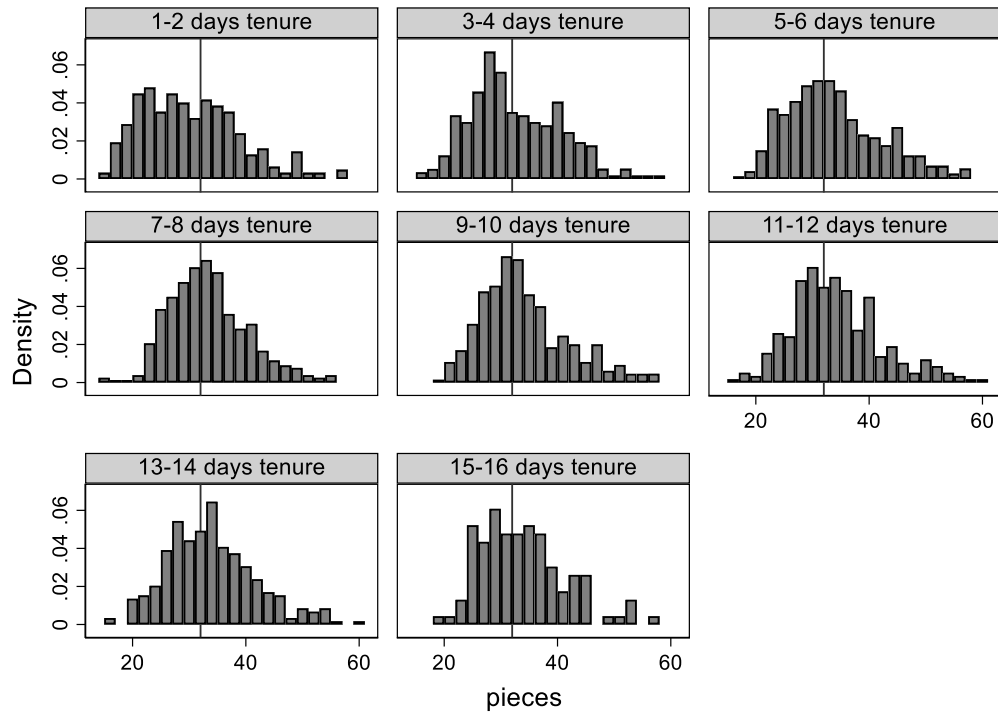 1-2 days tenure
3-4 days tenure
5-6 days tenure
0 .02 .04 .06
7-8 days tenure
9-10 days tenure
11-12 days tenure
0 .02 .04 .06
20 40 60
13-14 days tenure
15-16 days tenure
0 .02 .04 .06
20 40 60
20 40 60
Density
pieces